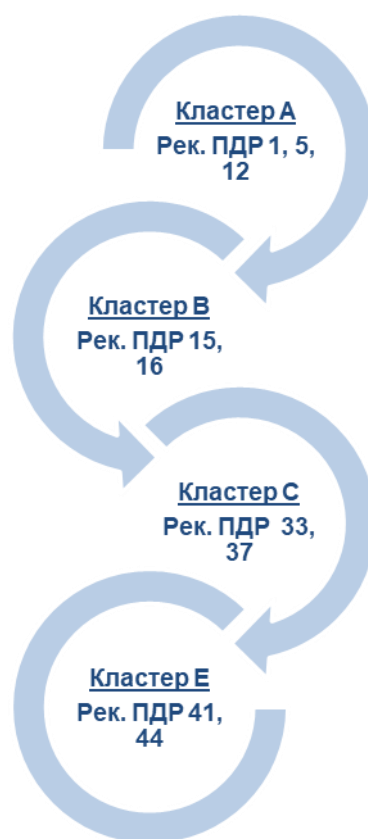 Кластер A
Рек. ПДР 1, 5,
12
Кластер B
Рек. ПДР 15,
16
Кластер C
Рек. ПДР 33,
37
Кластер E
Рек. ПДР 41,
44